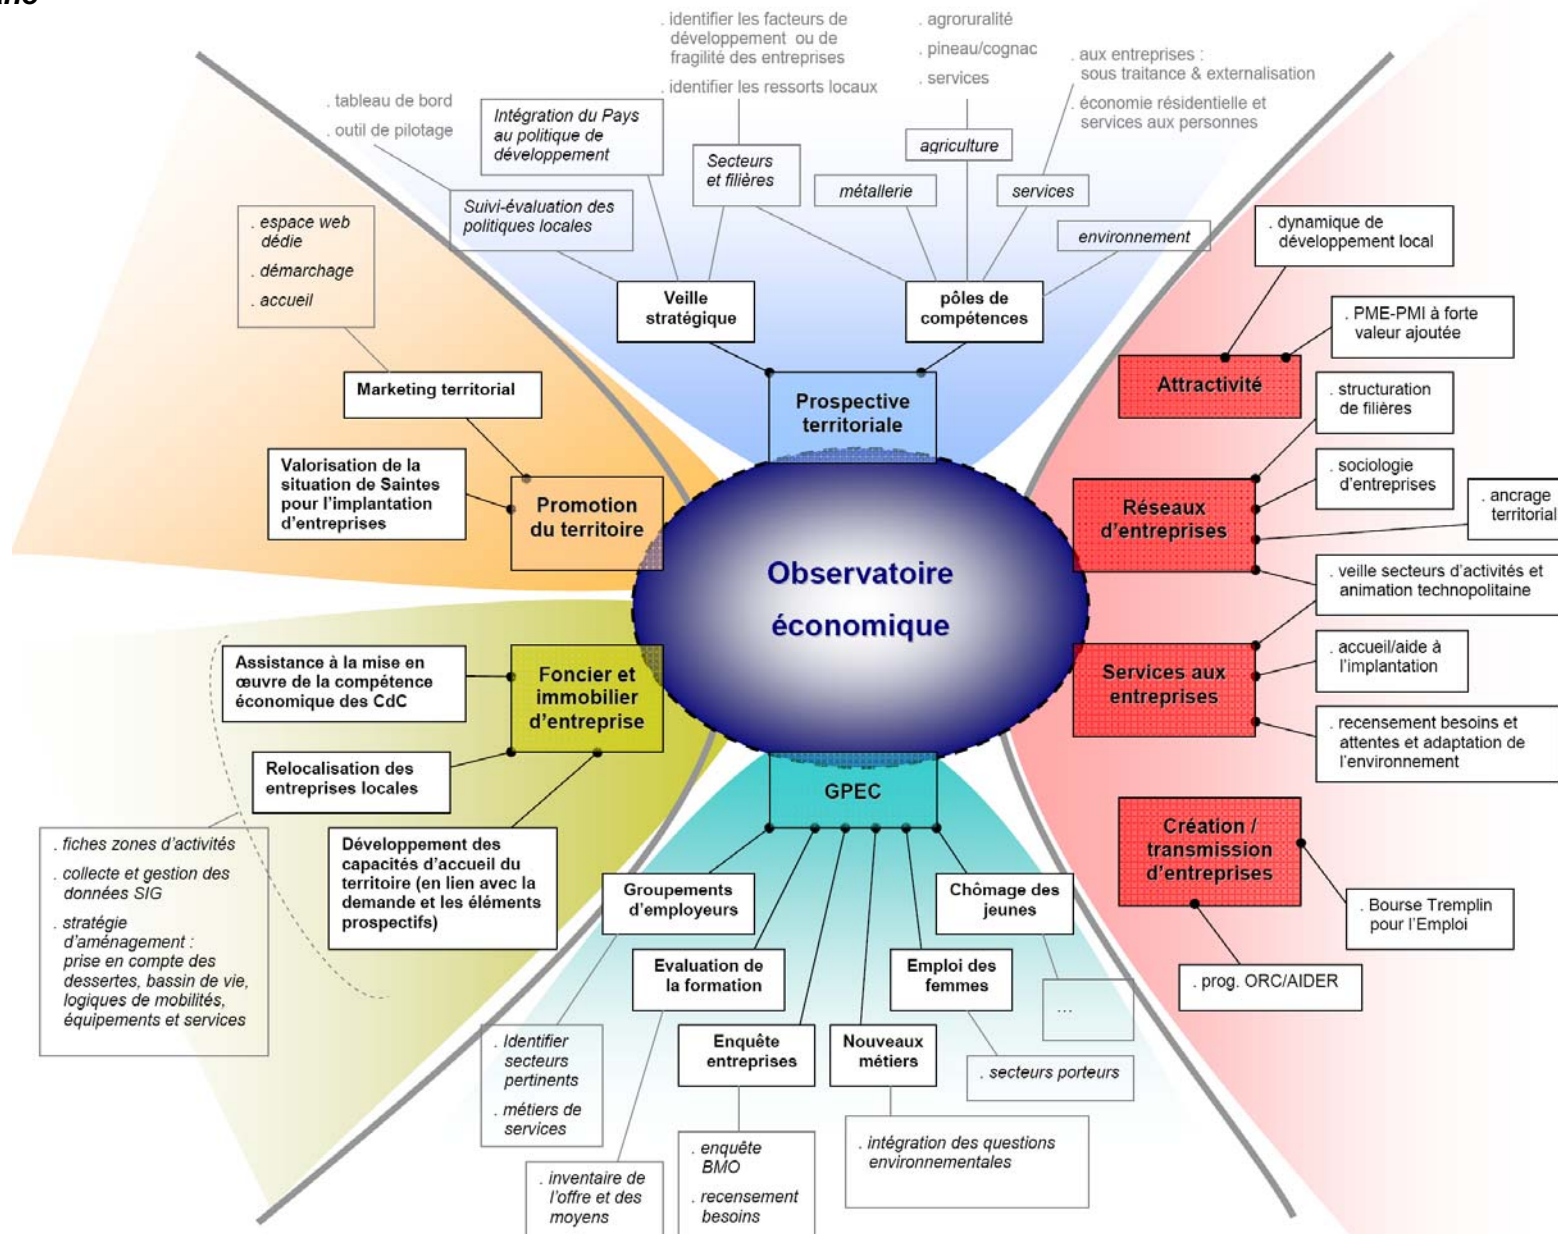 . identifier les facteurs de
développement ou de
fragilité des entreprises
. identifier les ressorts locaux
. agroruralité
. pineau/cognac
. services
. aux entreprises :
sous traitance & externalisation
. économie résidentielle et
services aux personnes
. tableau de bord
. outil de pilotage
Intégration du Pays
au politique de
développement
Secteurs
et filières
agriculture
métallerie
services
environnement
Suivi-évaluation des
politiques locales
. espace web
dédie
. démarchage
. accueil
Veille
stratégique
pôles de
compétences
Prospective
territoriale
Marketing territorial
Valorisation de la
situation de Saintes
pour l'implantation
d'entreprises
Promotion
du territoire
Observatoire
économique
. dynamique de
développement local
. PME-PMI à forte
valeur ajoutée
Attractivité
. structuration
de filières
. sociologie
d'entreprises
. ancrage
territorial
Réseaux
d'entreprises
. veille secteurs d'activités et
animation technopolitaine
. accueil/aide à
l'implantation
Services aux
entreprises
. recensement besoins et
attentes et adaptation de
l'environnement
Création /
transmission
d'entreprises
. Bourse Tremplin
pour l'Emploi
. prog. ORC/AIDER
Assistance à la mise en
œuvre de la compétence
économique des CdC
Foncier et
immobilier
d'entreprise
Relocalisation des
entreprises locales
Développement des
capacités d'accueil du
territoire (en lien avec la
demande et les éléments
prospectifs)
. fiches zones d'activités
. collecte et gestion des
données SIG
. stratégie
d'aménagement :
prise en compte des
dessertes, bassin de vie,
logiques de mobilités,
équipements et services
GPEC
Groupements
d'employeurs
Chômage des
jeunes
Evaluation de
la formation
Emploi des
femmes
...
Enquête
entreprises
Nouveaux
métiers
. Identifier
secteurs
pertinents
. métiers de
services
. secteurs porteurs
. inventaire de
l'offre et des
moyens
. enquête
BMO
. recensement
besoins
. intégration des questions
environnementales